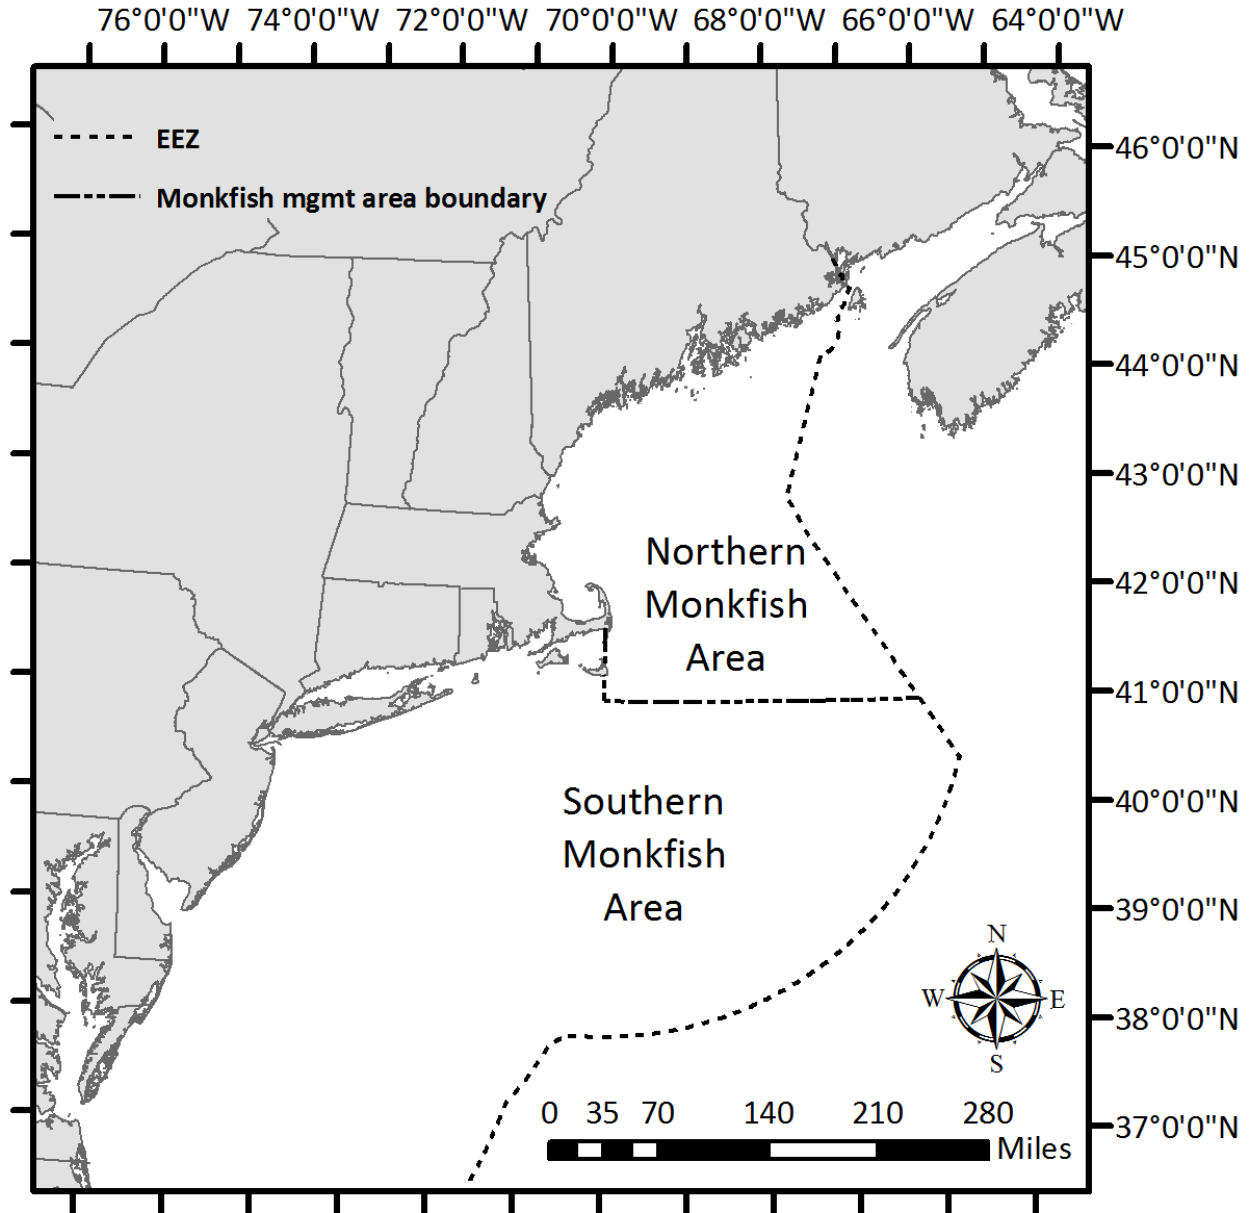 76°0'0"W 74°0'0"W 72°0'0"W 70°0'0"W 68°0'0"W 66°0'0"W 64°0'0"W
EEZ
Monkfish mgmt area boundary
46°0'0"N
45°0'0"N
44°0'0"N
43°0'0"N
42°0'0"N
41°0'0"N
40°0'0"N
39°0'0"N
38°0'0"N
37°0'0"N
Northern
Monkfish
Area
Southern
Monkfish
Area
N
W E
S
0 35 70 140 210 280
Miles